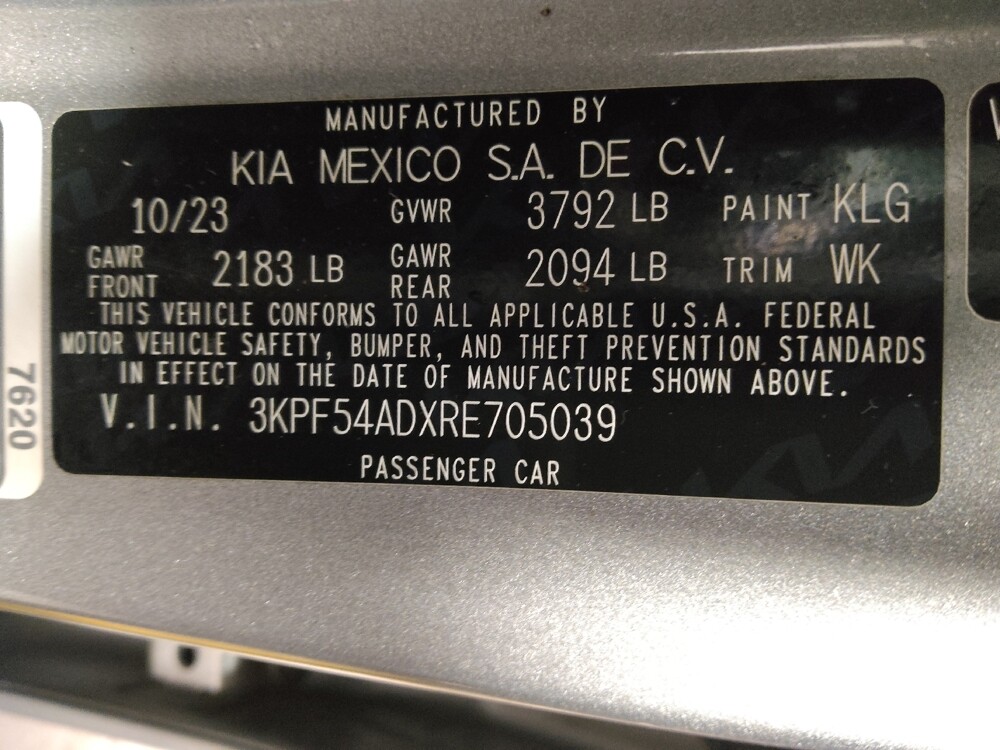 MANUFACTURED BY
KIA MEXICO S.A. DE C.V.
10/23 GVWR 3792 LB PAINT KLG
GAWR FRONT 2183 LB GAWR REAR 2094 LB TRIM WK
THIS VEHICLE CONFORMS TO ALL APPLICABLE U.S.A. FEDERAL
MOTOR VEHICLE SAFETY, BUMPER, AND THEFT PREVENTION STANDARDS
IN EFFECT ON THE DATE OF MANUFACTURE SHOWN ABOVE.
V.I.N. 3KPF54ADXRE705039
PASSENGER CAR
7620